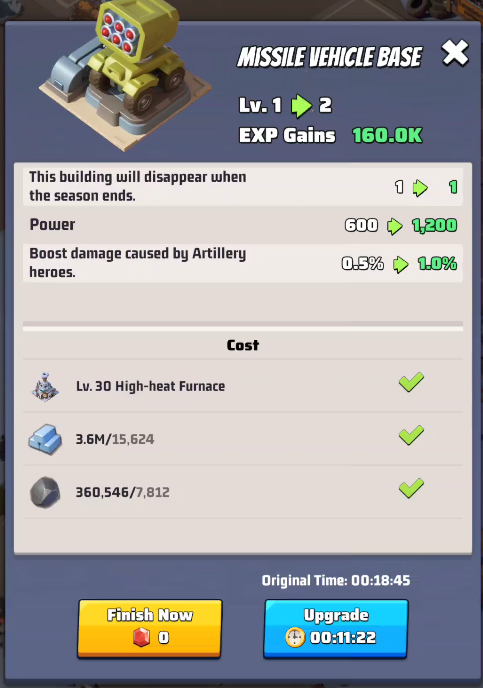 MISSILE VEHICLE BASE
Lv. 1 2
EXP Gains 160.0K
This building will disappear when
the season ends.
1 1
Power 600 1,200
Boost damage caused by Artillery
heroes.
0.5% 1.0%
Cost
Lv. 30 High-heat Furnace
3.6M/15,624
360,546/7,812
Original Time: 00:18:45
Finish Now
0
Upgrade
00:11:22